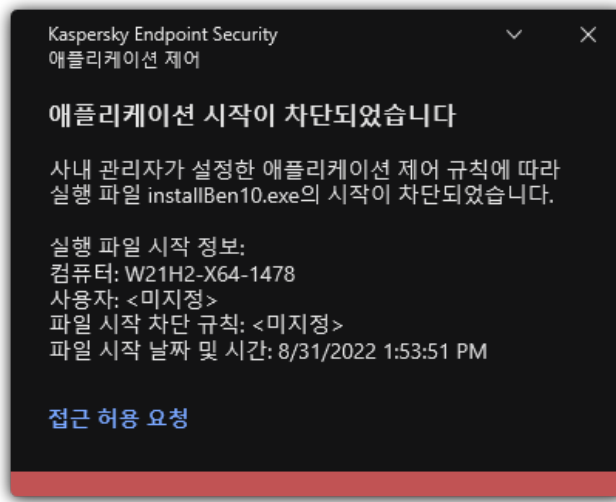 Kaspersky Endpoint Security
애플리케이션 제어
애플리케이션 시작이 차단되었습니다
사내 관리자가 설정한 애플리케이션 제어 규칙에 따라
실행 파일 installBen10.exe의 시작이 차단되었습니다.
실행 파일 시작 정보:
컴퓨터: W21H2-X64-1478
사용자: <미지정>
파일 시작 차단 규칙: <미지정>
파일 시작 날짜 및 시간: 8/31/2022 1:53:51 PM
접근 허용 요청